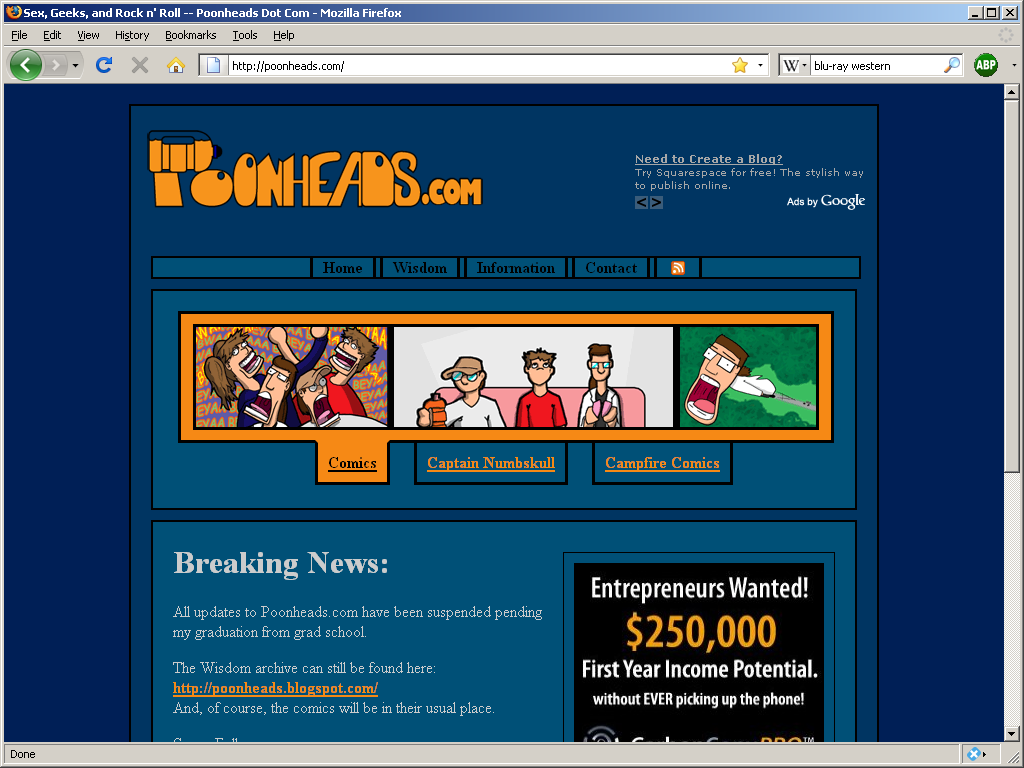 Sex, Geeks, and Rock n' Roll -- Poonheads Dot Com - Mozilla Firefox
File Edit View History Bookmarks Tools Help
http://poonheads.com/
W
blu-ray western
ABP
POONHEADS.COM
Need to Create a Blog?
Try Squarespace for free! The stylish way
to publish online.
< >
Ads by Google
Home Wisdom Information Contact
Comics Captain Numbskull Campfire Comics
Breaking News:
All updates to Poonheads.com have been suspended pending
my graduation from grad school.
The Wisdom archive can still be found here:
http://poonheads.blogspot.com/
And, of course, the comics will be in their usual place.
Entrepreneurs Wanted!
$250,000
First Year Income Potential.
without EVER picking up the phone!
Done